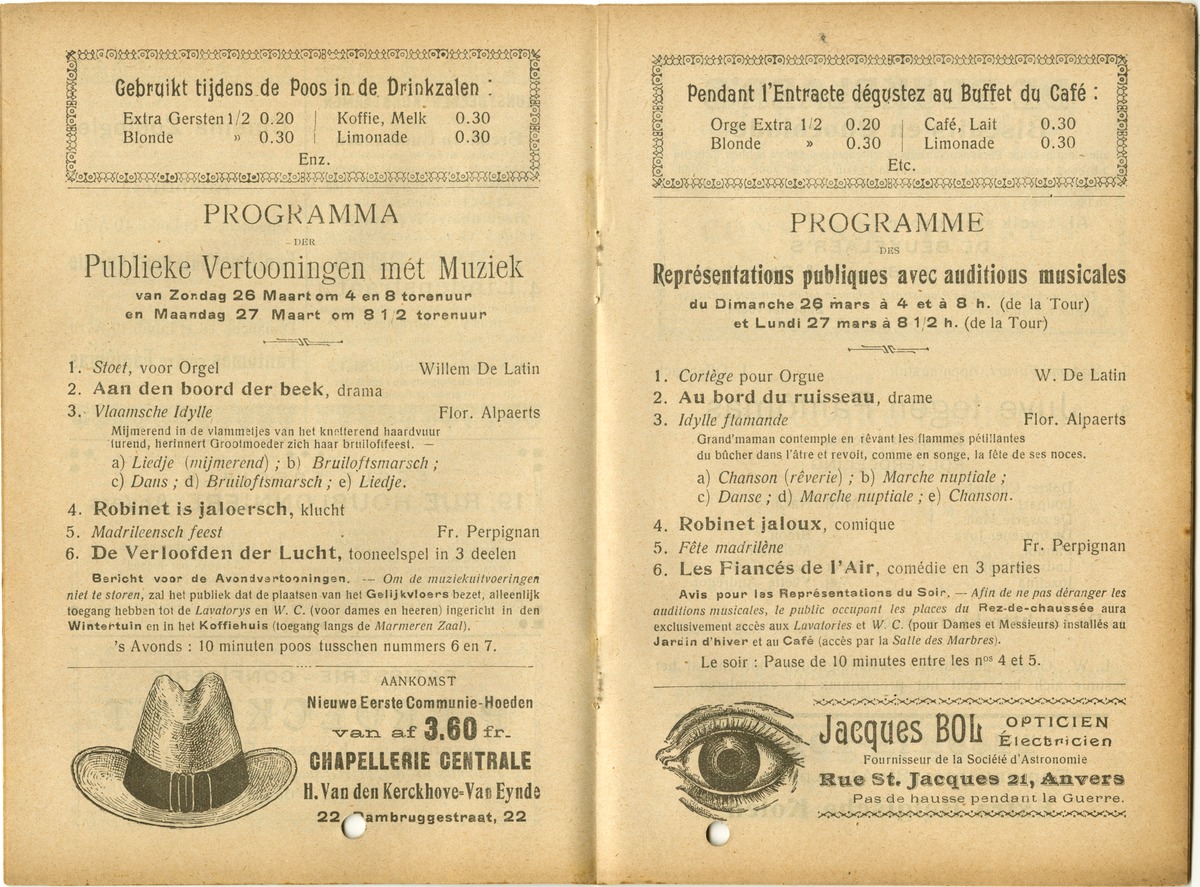 Gebruikt tijdens de Poos in de Drinkzalen :
Extra Gersten 1/2 0.20 | Koffie, Melk 0.30
Blonde » 0.30 | Limonade 0.30
Enz.
PROGRAMMA
DER
Publieke Vertooningen mét Muziek
van Zondag 26 Maart om 4 en 8 torenuur
en Maandag 27 Maart om 8 1 2 torenuur
1. Stoet, voor Orgel Willem De Latin
2. Aan den boord der beek, drama
3. Vlaamsche Idylle Flor. Alpaerts
Mijmerend in de vlammetjes van het knetterend haardvuur
turend, herinnert Grootmoeder zich haar bruiloftfeest. —
a) Liedje (mijmerend) ; b) Bruiloftsmarsch ;
c) Dans ; d) Bruiloftsmarsch ; e) Liedje.
4. Robinet is jaloersch, klucht
5. Madrileensch feest Fr. Perpignan
6. De Verloofden der Lucht, tooneelspel in 3 deelen
Bericht voor de Avondvertooningen. — Om de muziekuitvoeringen
niet te storen, zal het publiek dat de plaatsen van het Gelijkvloers bezet, alleenlijk
toegang hebben tot de Lavatorys en W. C. (voor dames en heeren) ingericht in den
Wintertuin en in het Koffiehuis (toegang langs de Marmeren Zaal).
's Avonds : 10 minuten poos tusschen nummers 6 en 7.
AANKOMST
Nieuwe Eerste Communie-Hoeden
van af 3.60 fr.
CHAPELLERIE CENTRALE
H. Van den Kerckhove-Van Eynde
22 Dambruggestraat, 22
Pendant l'Entracte dégustez au Buffet du Café :
Orge Extra 1/2 0.20 | Café, Lait 0.30
Blonde » 0.30 | Limonade 0.30
Etc.
PROGRAMME
DES
Représentations publiques avec auditions musicales
du Dimanche 26 mars à 4 et à 8 h. (de la Tour)
et Lundi 27 mars à 8 1 2 h. (de la Tour)
1. Cortège pour Orgue W. De Latin
2. Au bord du ruisseau, drame
3. Idylle flamande Flor. Alpaerts
Grand'maman contemple en rêvant les flammes pétillantes
du bûcher dans l'âtre et revoit, comme en songe, la fête de ses noces.
a) Chanson (rêverie) ; b) Marche nuptiale ;
c) Danse ; d) Marche nuptiale ; e) Chanson.
4. Robinet jaloux, comique
5. Fête madrilène Fr. Perpignan
6. Les Fiancés de l'Air, comédie en 3 parties
Avis pour les Représentations du Soir. — Afin de ne pas déranger les
auditions musicales, le public occupant les places du Rez-de-chaussée aura
exclusivement accès aux Lavatories et W. C. (pour Dames et Messieurs) installés au
Jardin d'hiver et au Café (accès par la Salle des Marbres).
Le soir : Pause de 10 minutes entre les nos 4 et 5.
Jacques BOL OPTICIEN
Électricien
Fournisseur de la Société d'Astronomie
Rue St. Jacques 21, Anvers
Pas de hausse pendant la Guerre.